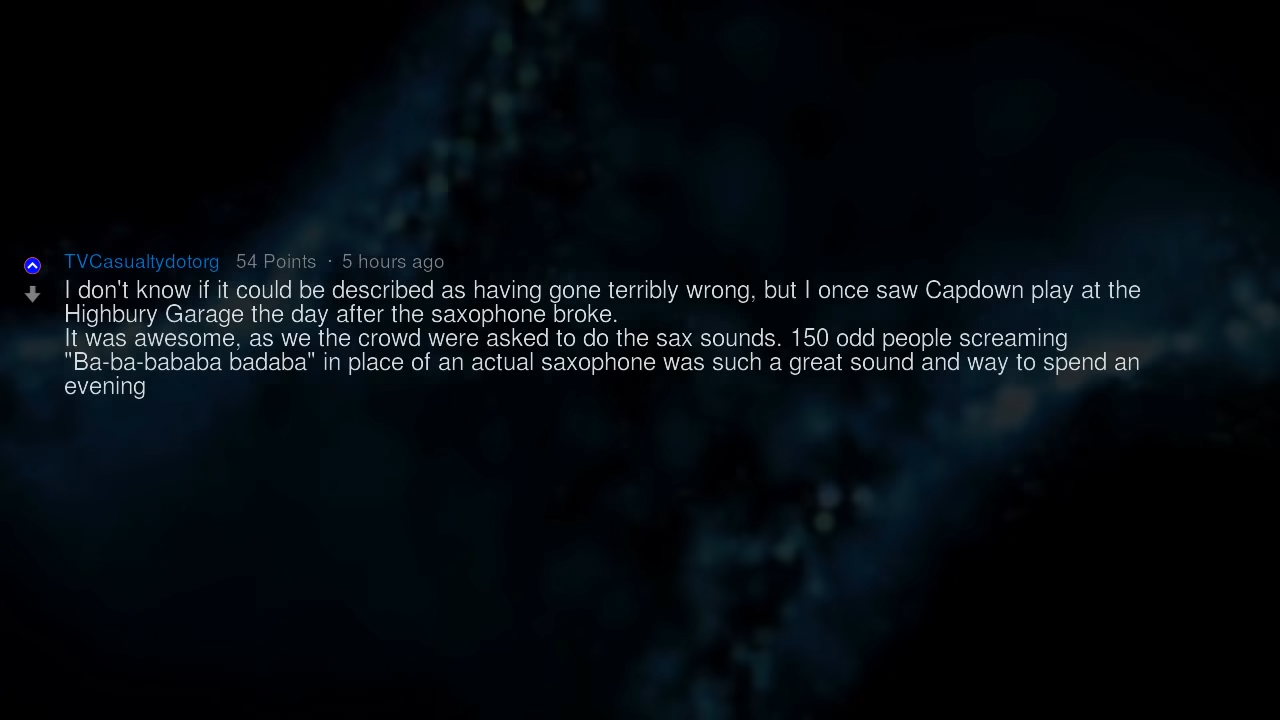 TVCasualtydotorg 54 Points · 5 hours ago
I don't know if it could be described as having gone terribly wrong, but I once saw Capdown play at the
Highbury Garage the day after the saxophone broke.
It was awesome, as we the crowd were asked to do the sax sounds. 150 odd people screaming
"Ba-ba-bababa badaba" in place of an actual saxophone was such a great sound and way to spend an
evening